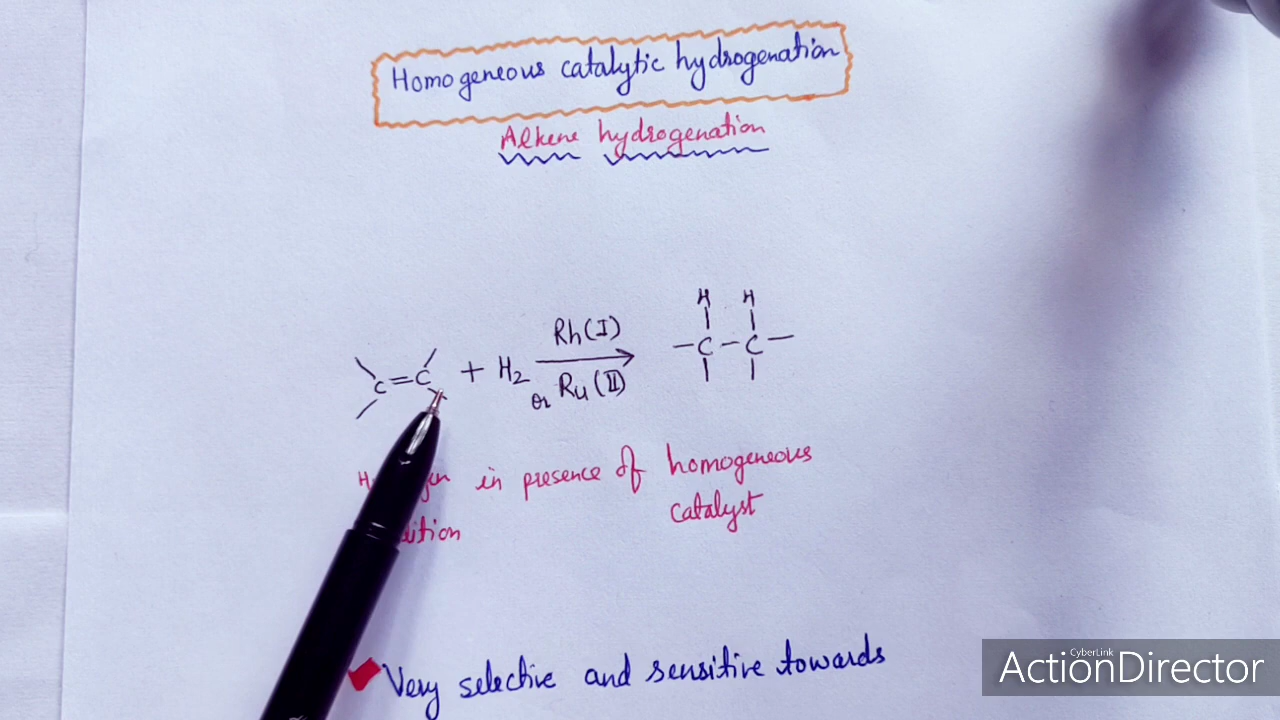 Homogeneous catalytic hydrogenation
Alkene hydrogenation
C=C + H₂ Rh(I) or Ru(II) H H -C-C-
in presence of homogeneous
catalyst
Very selective and sensitive towards
CyberLink
ActionDirector